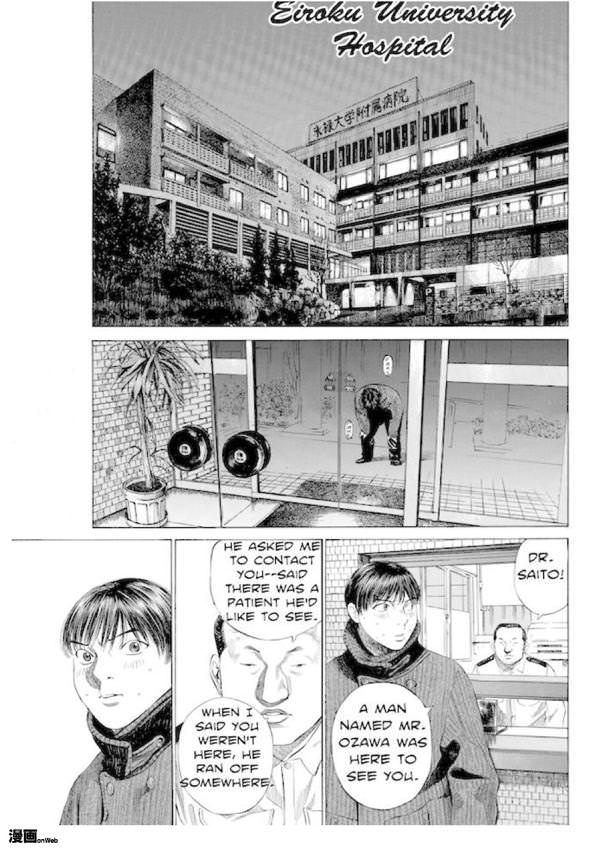 Eiroku University
Hospital
永禄大学附属病院
DR.
SAITO!
A MAN
NAMED MR.
OZAWA WAS
HERE TO
SEE YOU.
HE ASKED ME
TO CONTACT
YOU--SAID
THERE WAS A
PATIENT HE'D
LIKE TO SEE.
WHEN I
SAID YOU
WEREN'T
HERE, HE
RAN OFF
SOMEWHERE.
漫画onWeb